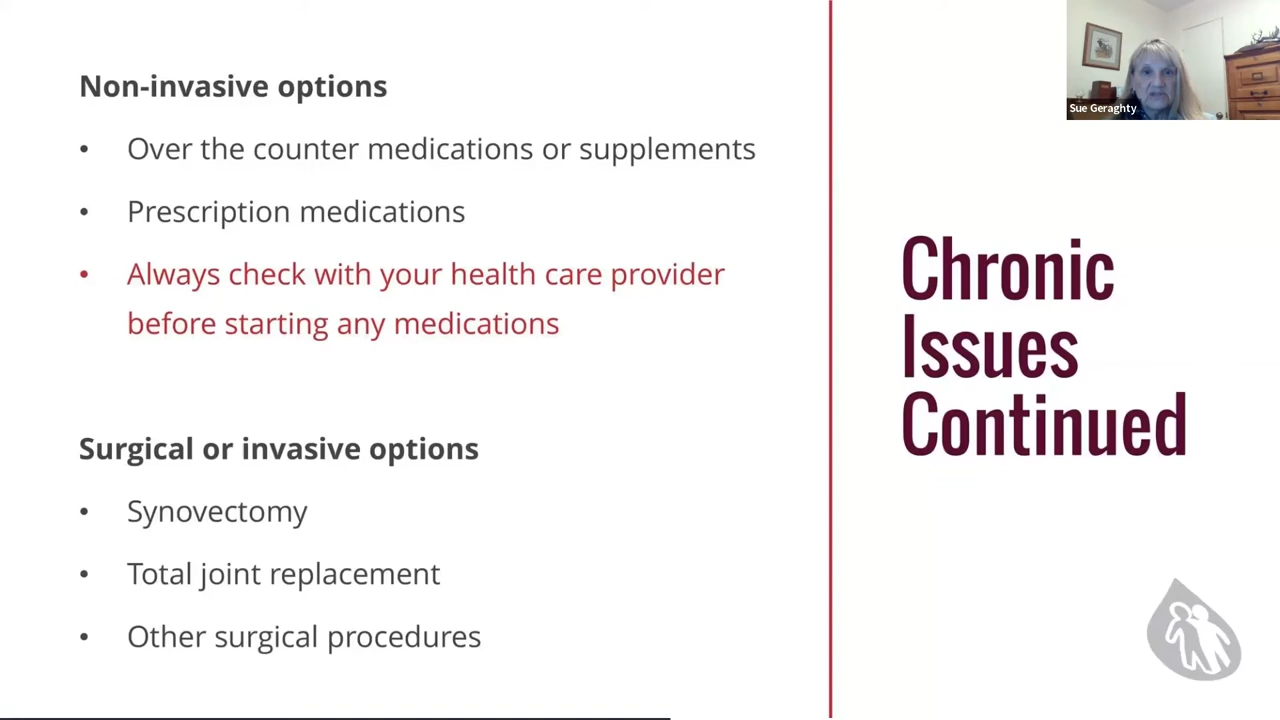 Non-invasive options
• Over the counter medications or supplements
• Prescription medications
• Always check with your health care provider
before starting any medications
Surgical or invasive options
• Synovectomy
• Total joint replacement
• Other surgical procedures
Sue Geraghty
Chronic
Issues
Continued